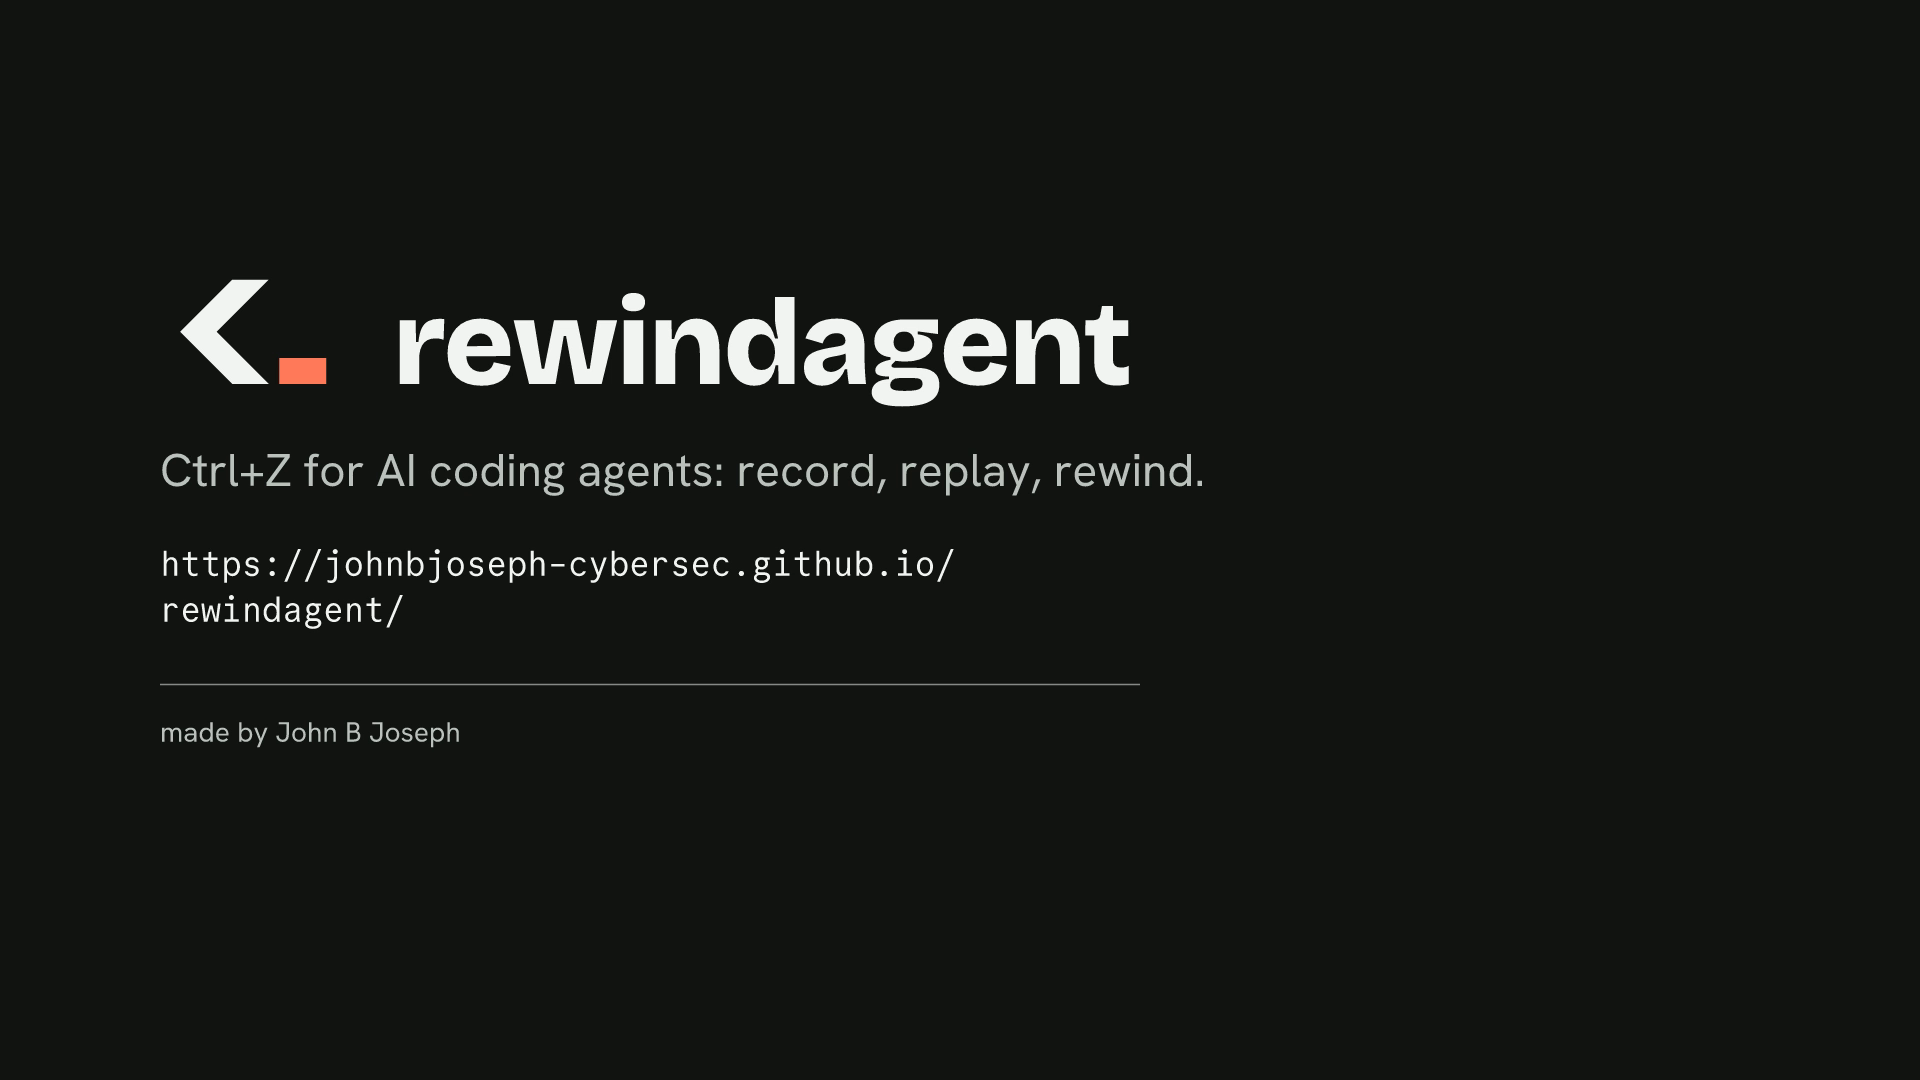 rewindagent
Ctrl+Z for AI coding agents: record, replay, rewind.
https://johnbjoseph-cybersec.github.io/
rewindagent/
made by John B Joseph